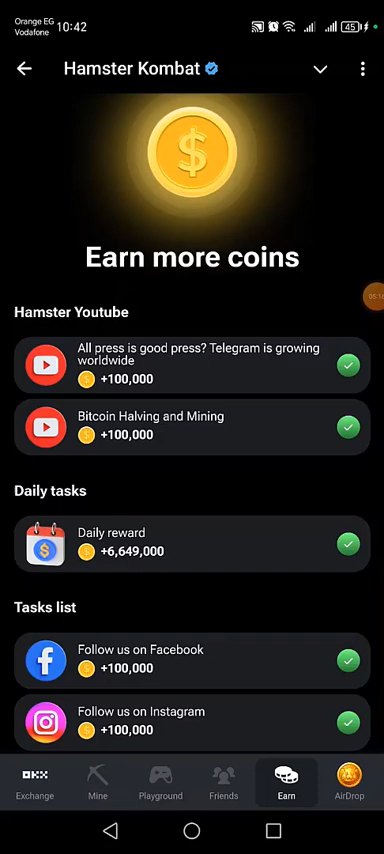 Orange EG
Vodafone
10:42
45
Hamster Kombat
$
Earn more coins
Hamster Youtube
All press is good press? Telegram is growing
worldwide
$ +100,000
Bitcoin Halving and Mining
$ +100,000
Daily tasks
Daily reward
$ +6,649,000
Tasks list
Follow us on Facebook
$ +100,000
Follow us on Instagram
$ +100,000
Exchange
Mine
Playground
Friends
Earn
AirDrop